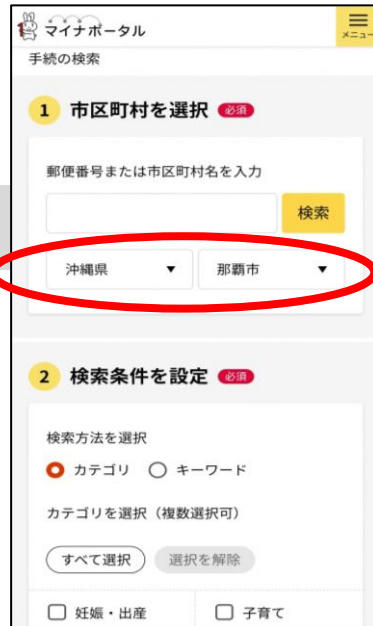 マイナポータル
メニュー
手続の検索
1 市区町村を選択 必須
郵便番号または市区町村名を入力
検索
沖縄県 ▼ 那覇市 ▼
2 検索条件を設定 必須
検索方法を選択
カテゴリ キーワード
カテゴリを選択（複数選択可）
すべて選択 選択を解除
妊娠・出産 子育て